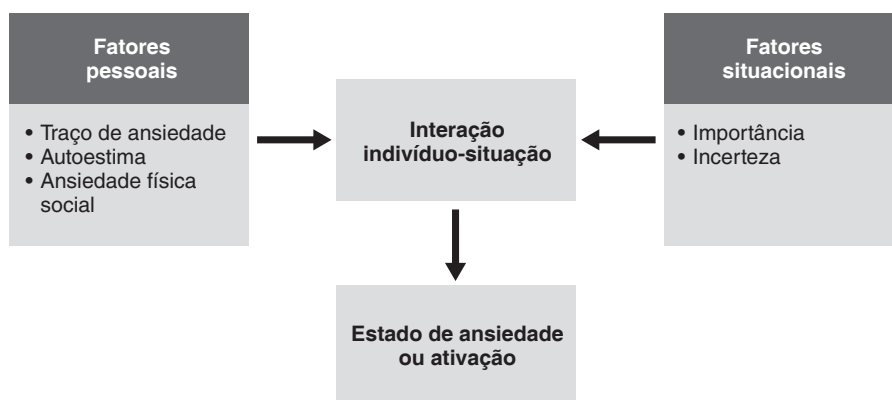 Fatores
pessoais
• Traço de ansiedade
• Autoestima
• Ansiedade física
social
Interação
indivíduo-situação
Fatores
situacionais
• Importância
• Incerteza
Estado de ansiedade
ou ativação